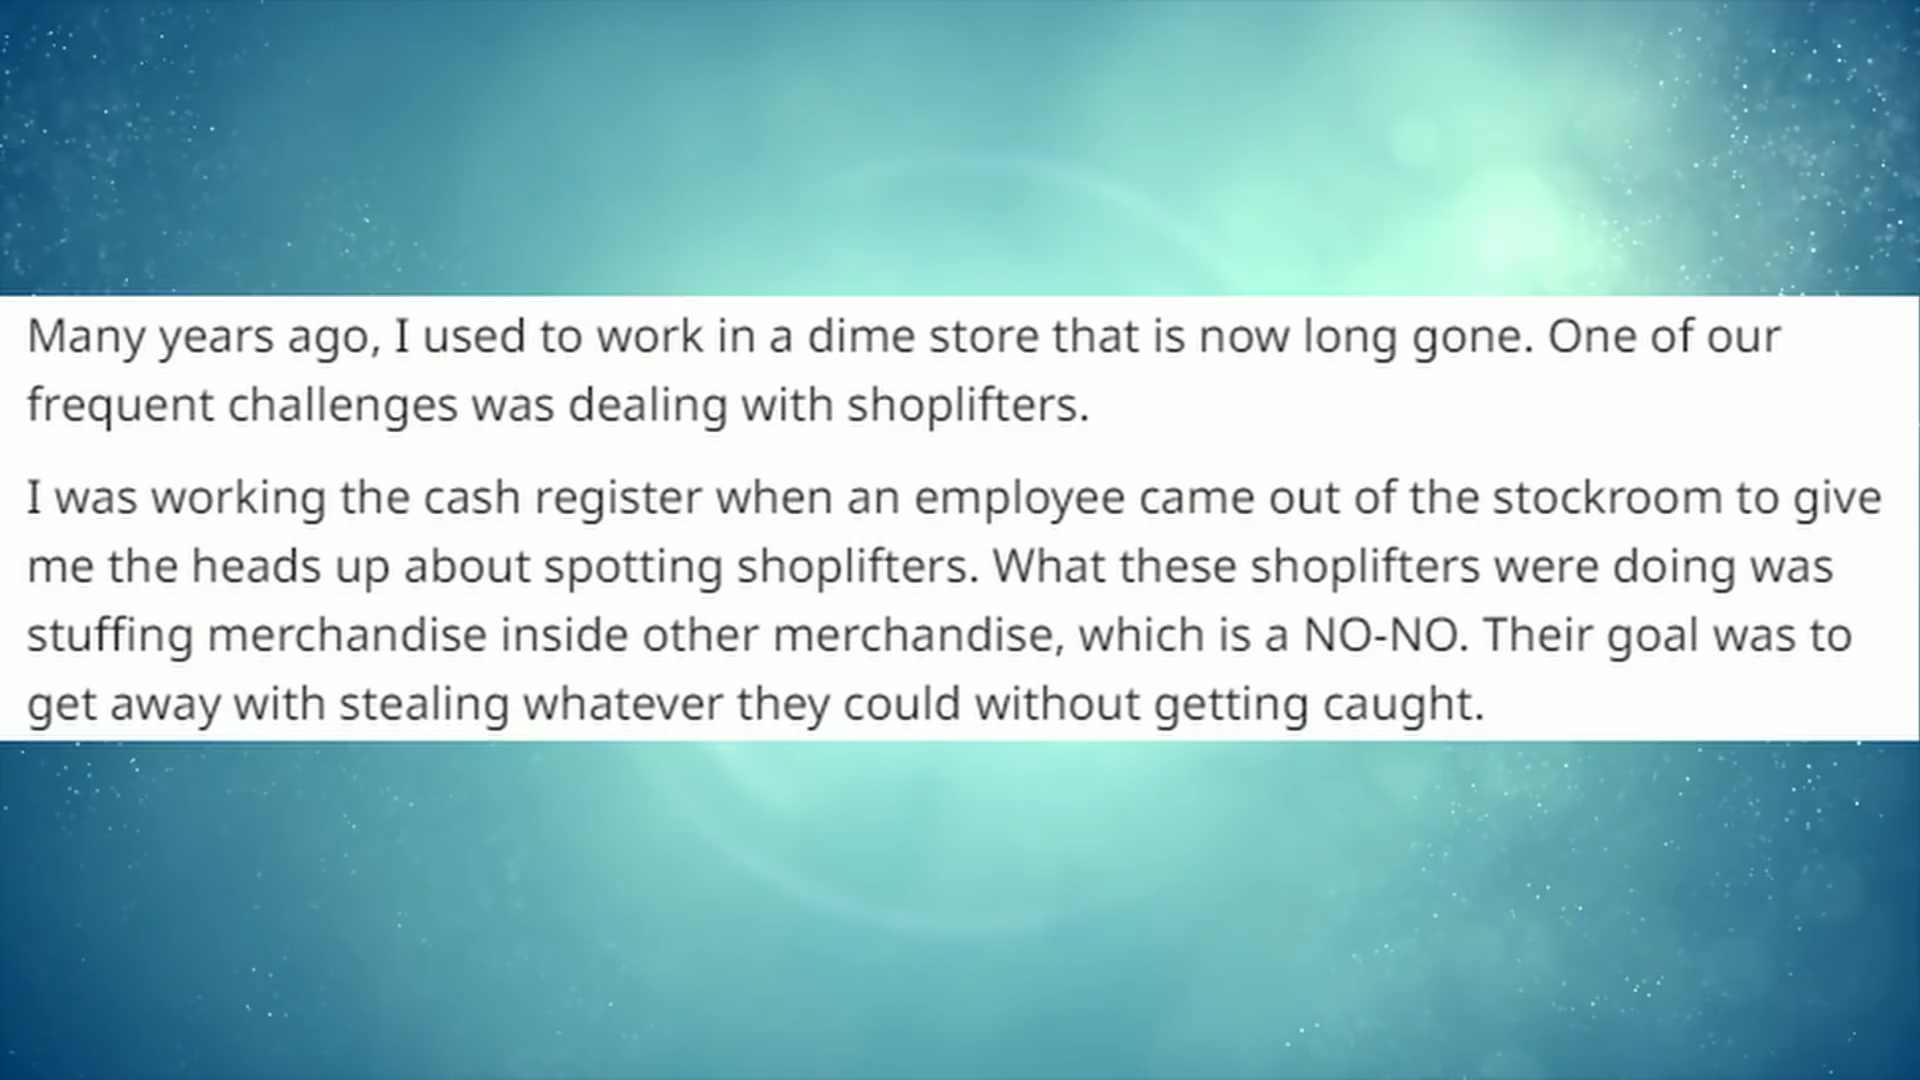 Many years ago, I used to work in a dime store that is now long gone. One of our
frequent challenges was dealing with shoplifters.
I was working the cash register when an employee came out of the stockroom to give
me the heads up about spotting shoplifters. What these shoplifters were doing was
stuffing merchandise inside other merchandise, which is a NO-NO. Their goal was to
get away with stealing whatever they could without getting caught.